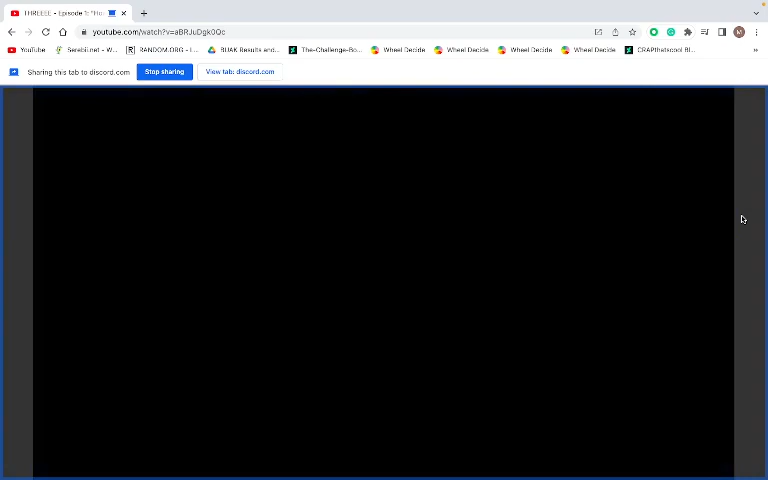 THREEEE - Episode 1: "Ho
youtube.com/watch?v=aBRJuDgk0Qc
M
YouTube
Serebii.net - W...
RANDOM.ORG - L...
BIJAK Results and...
The-Challenge-Bo...
Wheel Decide
Wheel Decide
Wheel Decide
Wheel Decide
CRAPthatscool Bl...
Sharing this tab to discord.com
Stop sharing
View tab: discord.com